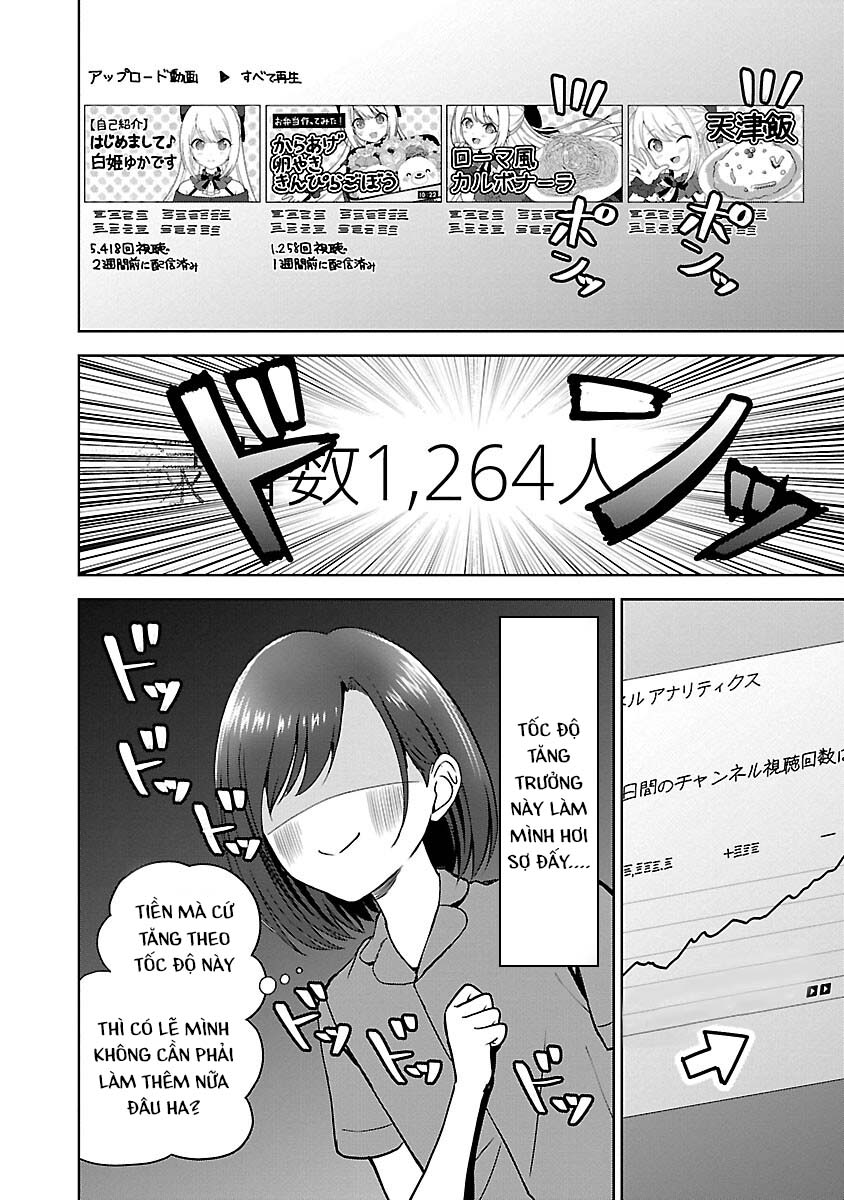 アップロード動画 ▶ すべて再生
【自己紹介】
はじめまして♪
白姫ゆかです
5,418回視聴・
2週間前に配信済み
お弁当作ってみた!
からあげ
卵やき
きんぴらごぼう
10:22
1,258回視聴・
1週間前に配信済み
ローマ風
カルボナーラ
天津飯
ポンッ
ポンッ
数1,264人
ドンッ
ネル アナリティクス
日間のチャンネル視聴回数は
TỐC ĐỘ
TĂNG
TRƯỞNG
NÀY LÀM
MÌNH HƠI
SỢ ĐẤY....
ドッ
ドッ
ドッ
ドッ
TIỀN MÀ CỨ
TĂNG THEO
TỐC ĐỘ NÀY
THÌ CÓ LẼ MÌNH
KHÔNG CẦN PHẢI
LÀM THÊM NỮA
ĐÂU HA?